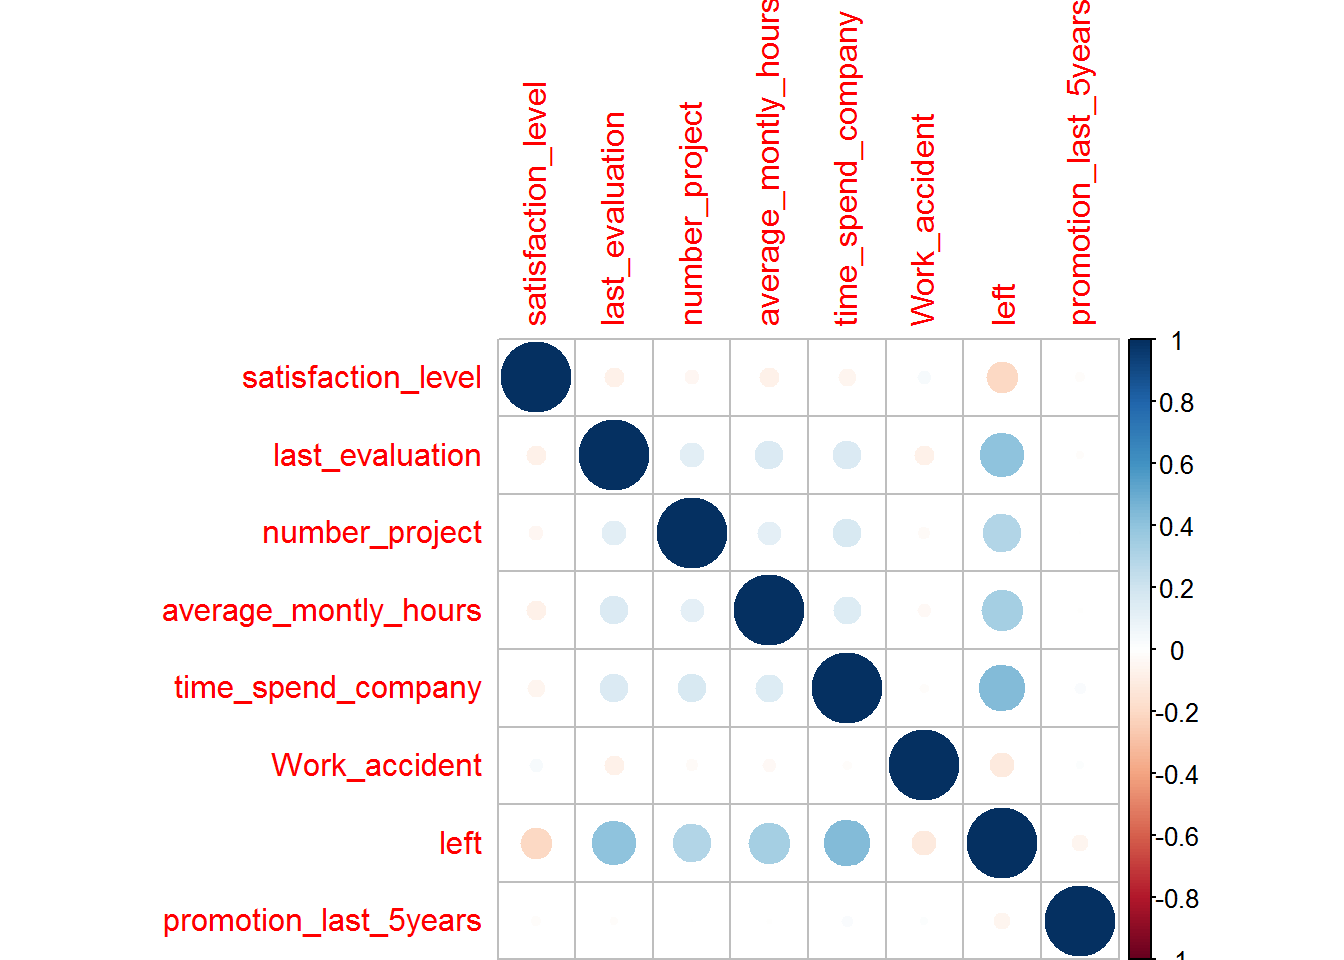 satisfaction_level
last_evaluation
number_project
average_montly_hours
time_spend_company
Work_accident
left
promotion_last_5years
satisfaction_level
last_evaluation
number_project
average_montly_hours
time_spend_company
Work_accident
left
promotion_last_5years
1
0.8
0.6
0.4
0.2
0
-0.2
-0.4
-0.6
-0.8
-1